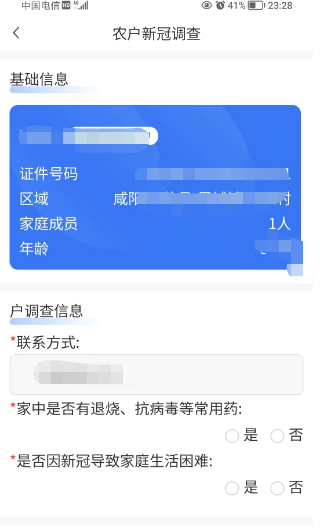 中国电信 HD 41% 23:28
农户新冠调查
基础信息
证件号码 1
区域 咸阳 村
家庭成员 1人
年龄
户调查信息
*联系方式:
*家中是否有退烧、抗病毒等常用药:
是 否
*是否因新冠导致家庭生活困难:
是 否